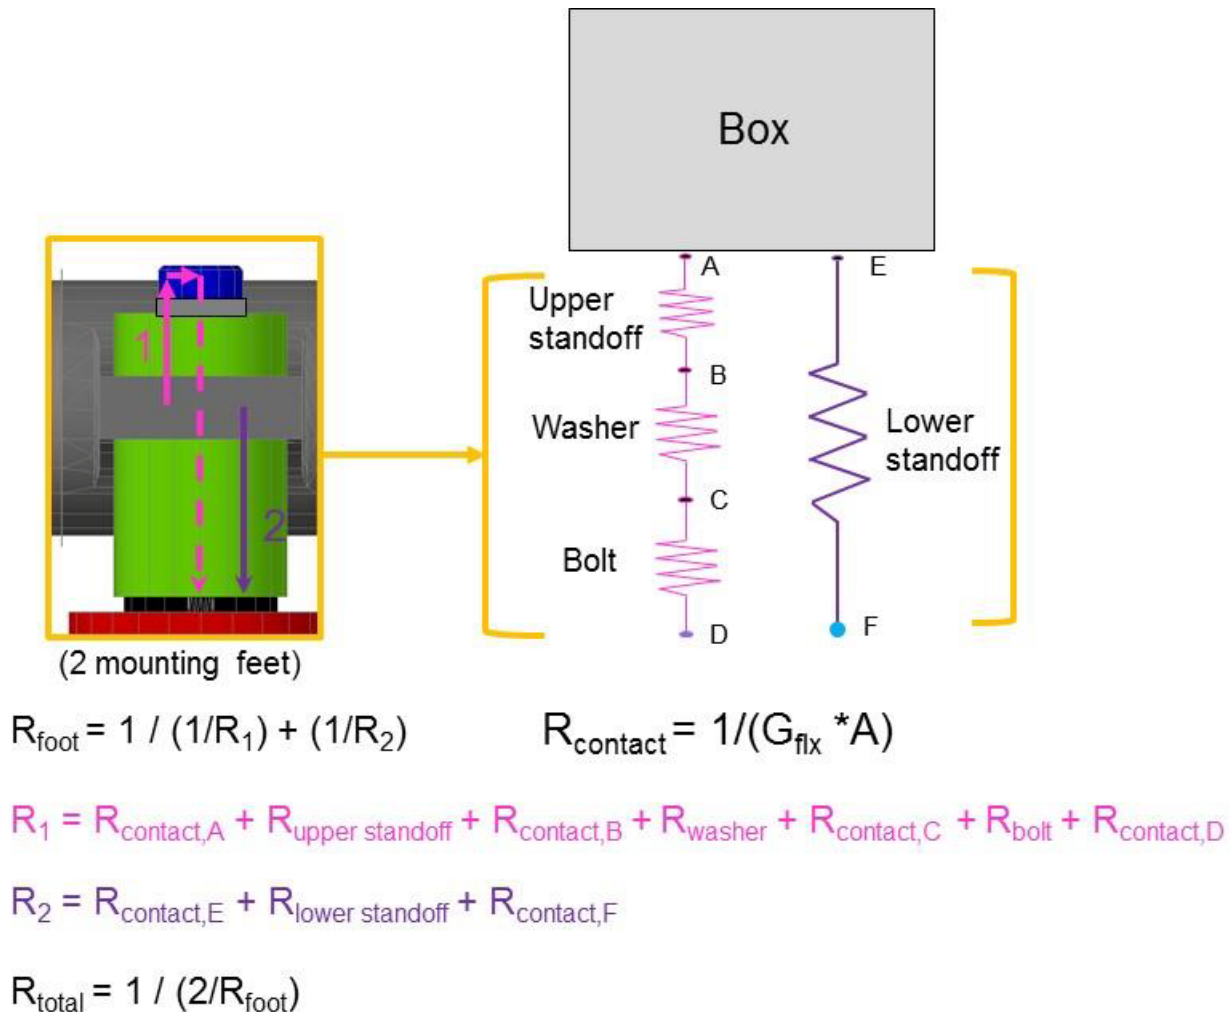 Box
A
E
Upper
standoff
B
1
Washer
Lower
standoff
C
2
Bolt
D
F
(2 mounting feet)
R_foot = 1 / (1/R_1) + (1/R_2)
R_contact = 1/(G_flx *A)
R_1 = R_contact,A + R_upper standoff + R_contact,B + R_washer + R_contact,C + R_bolt + R_contact,D
R_2 = R_contact,E + R_lower standoff + R_contact,F
R_total = 1 / (2/R_foot)